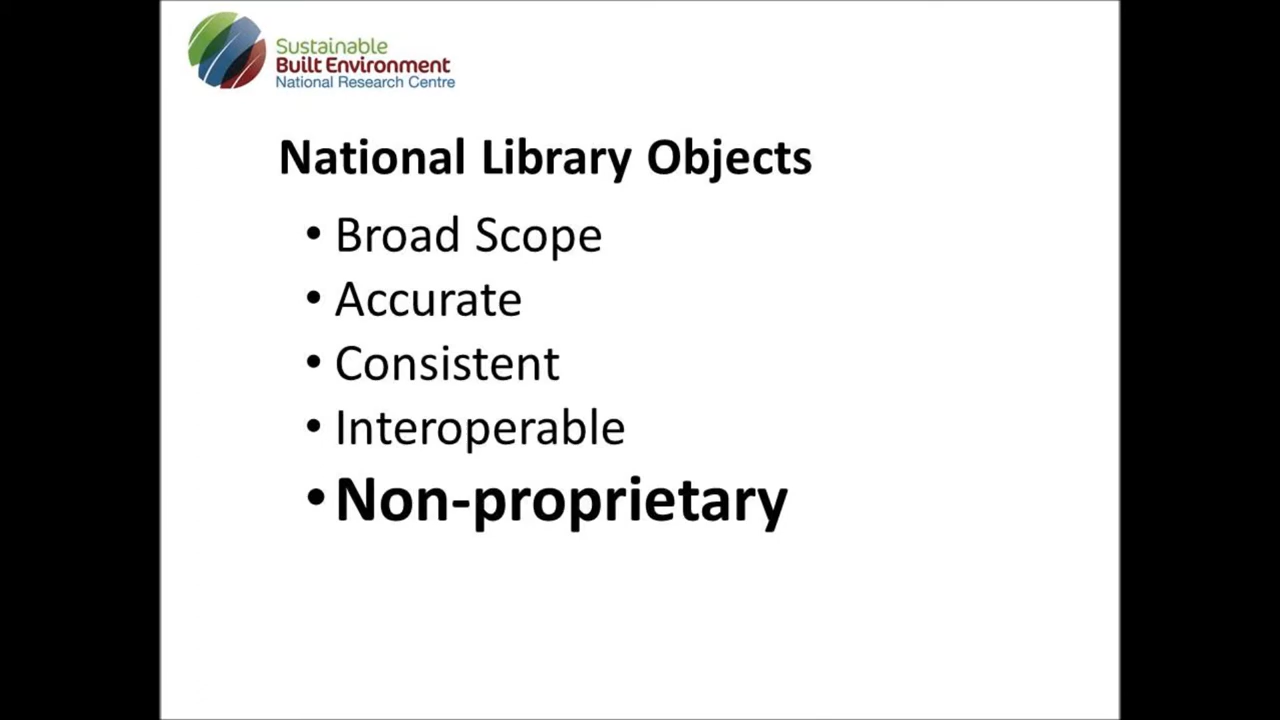 Sustainable
Built Environment
National Research Centre
National Library Objects
• Broad Scope
• Accurate
• Consistent
• Interoperable
• Non-proprietary